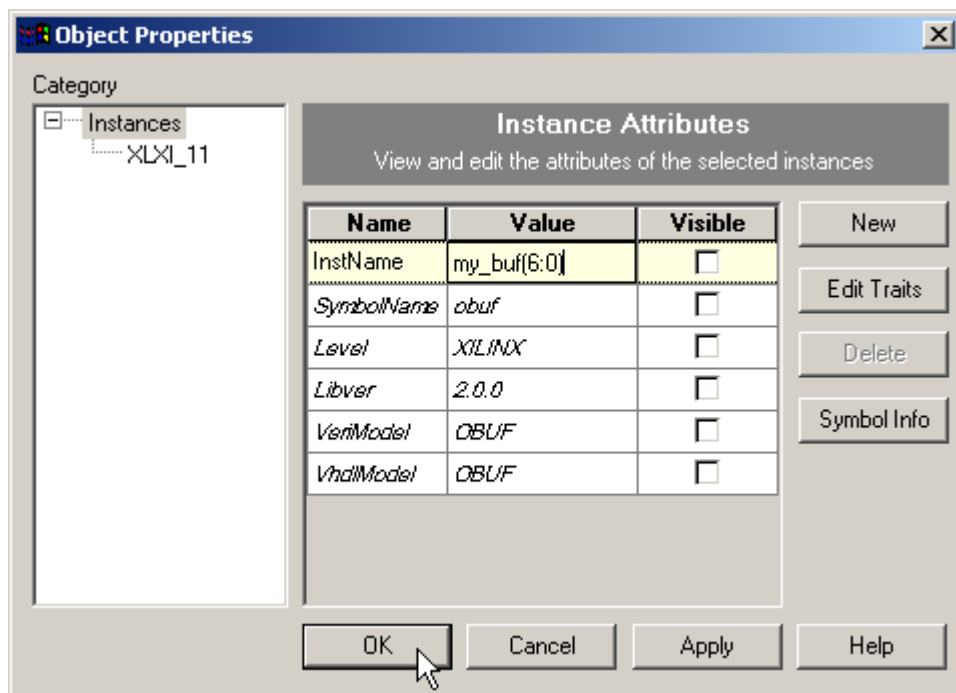 Object Properties
Category
Instances
XLXI_11
Instance Attributes
View and edit the attributes of the selected instances
Name Value Visible
InstName my_buf(6:0)
SymbolName obuf
Level XILINX
Libver 2.0.0
VeriModel OBUF
VhdlModel OBUF
New
Edit Traits
Delete
Symbol Info
OK Cancel Apply Help